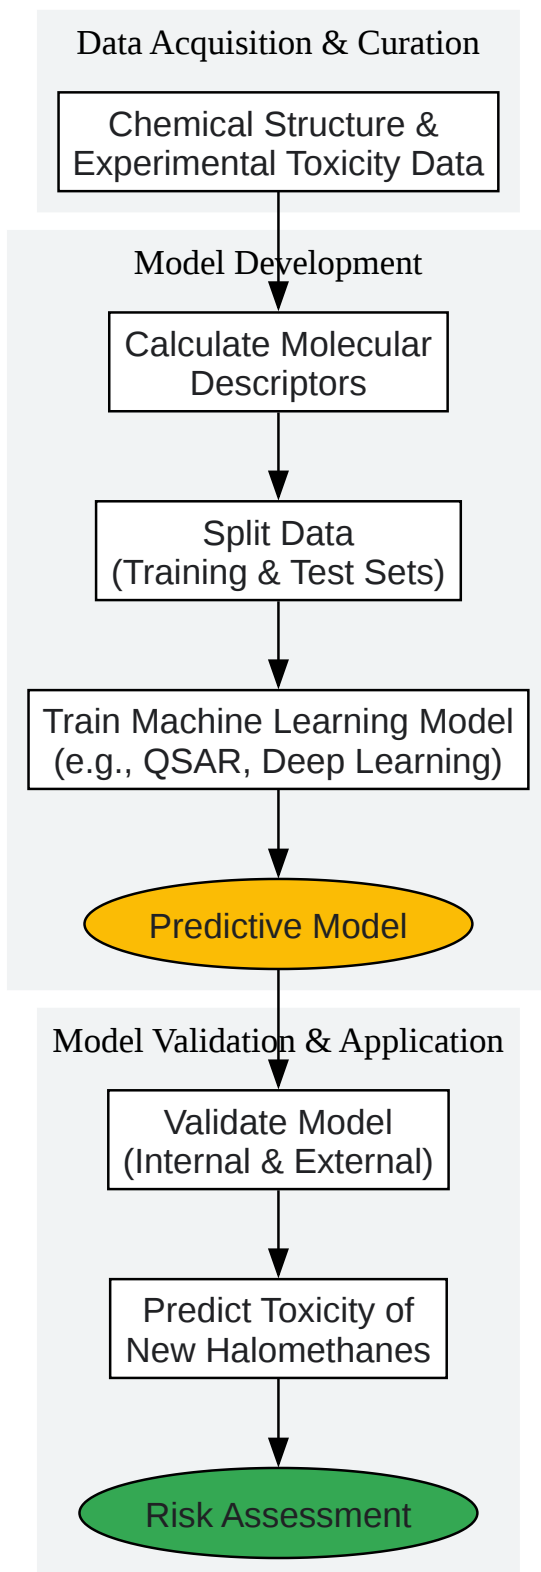 Data Acquisition & Curation
Chemical Structure &
Experimental Toxicity Data
Model Development
Calculate Molecular
Descriptors
Split Data
(Training & Test Sets)
Train Machine Learning Model
(e.g., QSAR, Deep Learning)
Predictive Model
Model Validation & Application
Validate Model
(Internal & External)
Predict Toxicity of
New Halomethanes
Risk Assessment